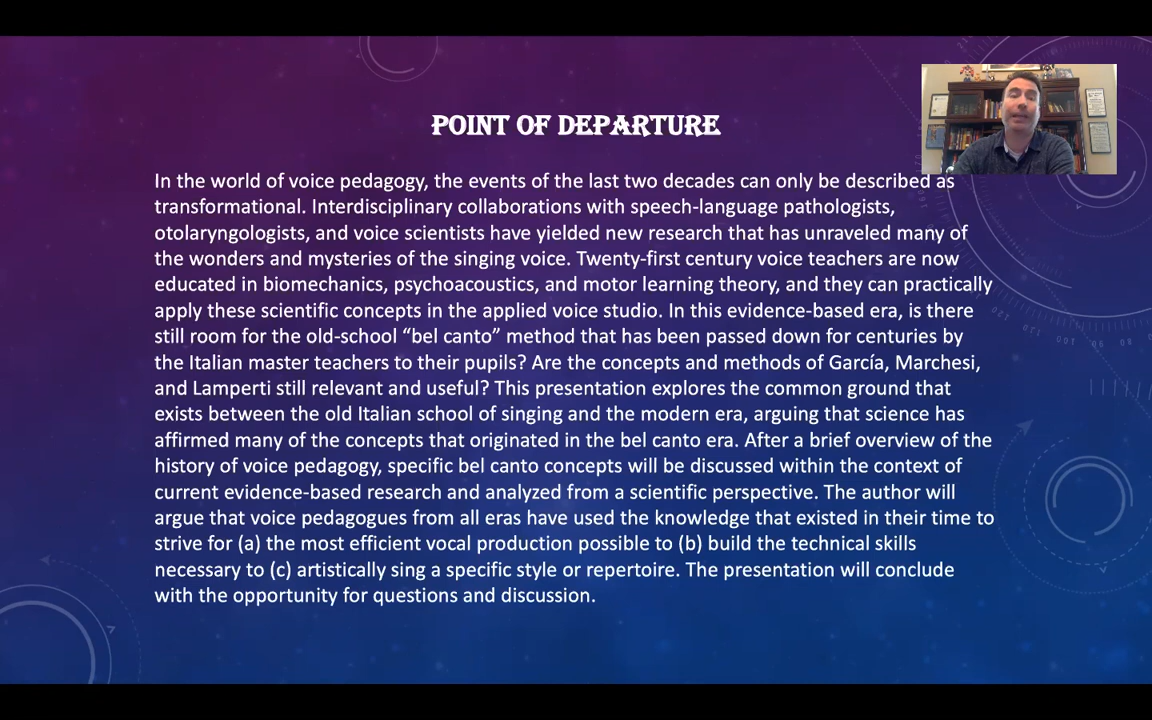 POINT OF DEPARTURE
In the world of voice pedagogy, the events of the last two decades can only be described as
transformational. Interdisciplinary collaborations with speech-language pathologists,
otolaryngologists, and voice scientists have yielded new research that has unraveled many of
the wonders and mysteries of the singing voice. Twenty-first century voice teachers are now
educated in biomechanics, psychoacoustics, and motor learning theory, and they can practically
apply these scientific concepts in the applied voice studio. In this evidence-based era, is there
still room for the old-school “bel canto” method that has been passed down for centuries by
the Italian master teachers to their pupils? Are the concepts and methods of García, Marchesi,
and Lamperti still relevant and useful? This presentation explores the common ground that
exists between the old Italian school of singing and the modern era, arguing that science has
affirmed many of the concepts that originated in the bel canto era. After a brief overview of the
history of voice pedagogy, specific bel canto concepts will be discussed within the context of
current evidence-based research and analyzed from a scientific perspective. The author will
argue that voice pedagogues from all eras have used the knowledge that existed in their time to
strive for (a) the most efficient vocal production possible to (b) build the technical skills
necessary to (c) artistically sing a specific style or repertoire. The presentation will conclude
with the opportunity for questions and discussion.